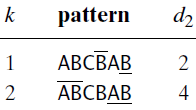 k pattern d2
1 ABCBAB 2
2 ABCBAB 4